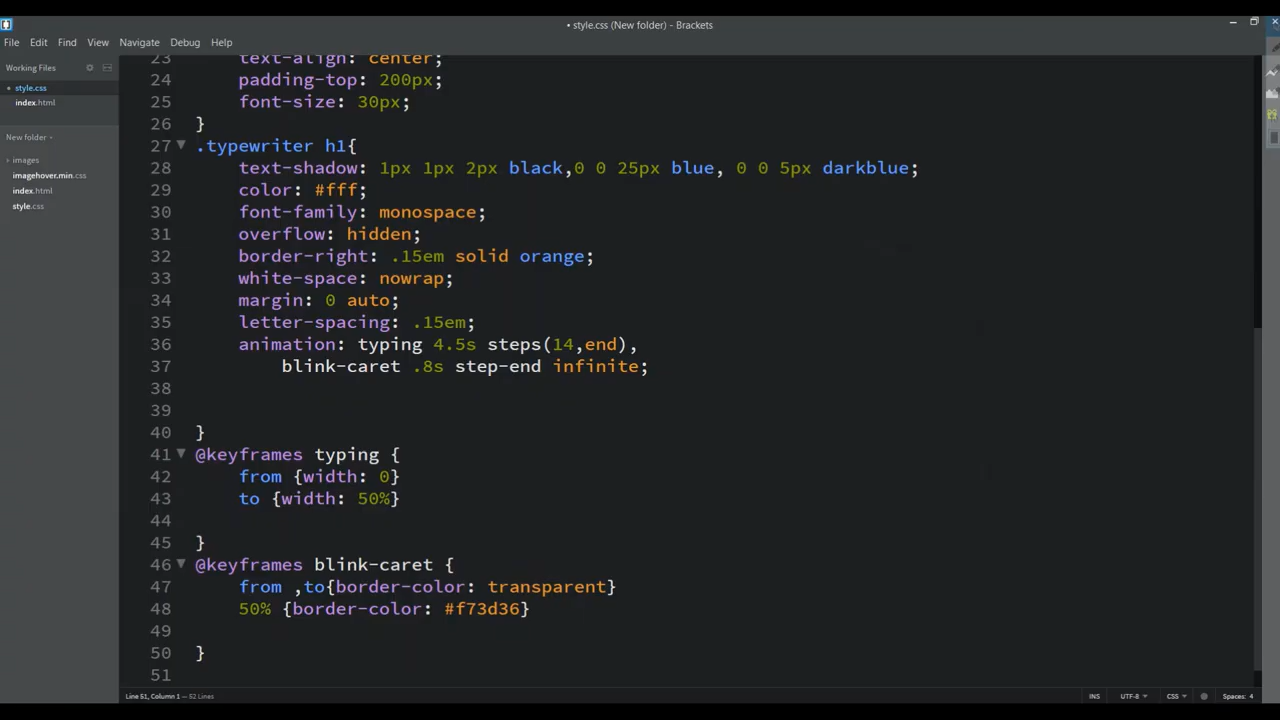 • style.css (New folder) - Brackets
File Edit Find View Navigate Debug Help
Working Files
style.css
index.html
New folder
images
imagehover.min.css
index.html
style.css
23 text-align: center;
24 padding-top: 200px;
25 font-size: 30px;
26 }
27 .typewriter h1{
28 text-shadow: 1px 1px 2px black,0 0 25px blue, 0 0 5px darkblue;
29 color: #fff;
30 font-family: monospace;
31 overflow: hidden;
32 border-right: .15em solid orange;
33 white-space: nowrap;
34 margin: 0 auto;
35 letter-spacing: .15em;
36 animation: typing 4.5s steps(14,end),
37 blink-caret .8s step-end infinite;
38
39
40 }
41 @keyframes typing {
42 from {width: 0}
43 to {width: 50%}
44
45 }
46 @keyframes blink-caret {
47 from ,to{border-color: transparent}
48 50% {border-color: #f73d36}
49
50 }
51
Line 51, Column 1 — 52 Lines
INS UTF-8 CSS Spaces: 4